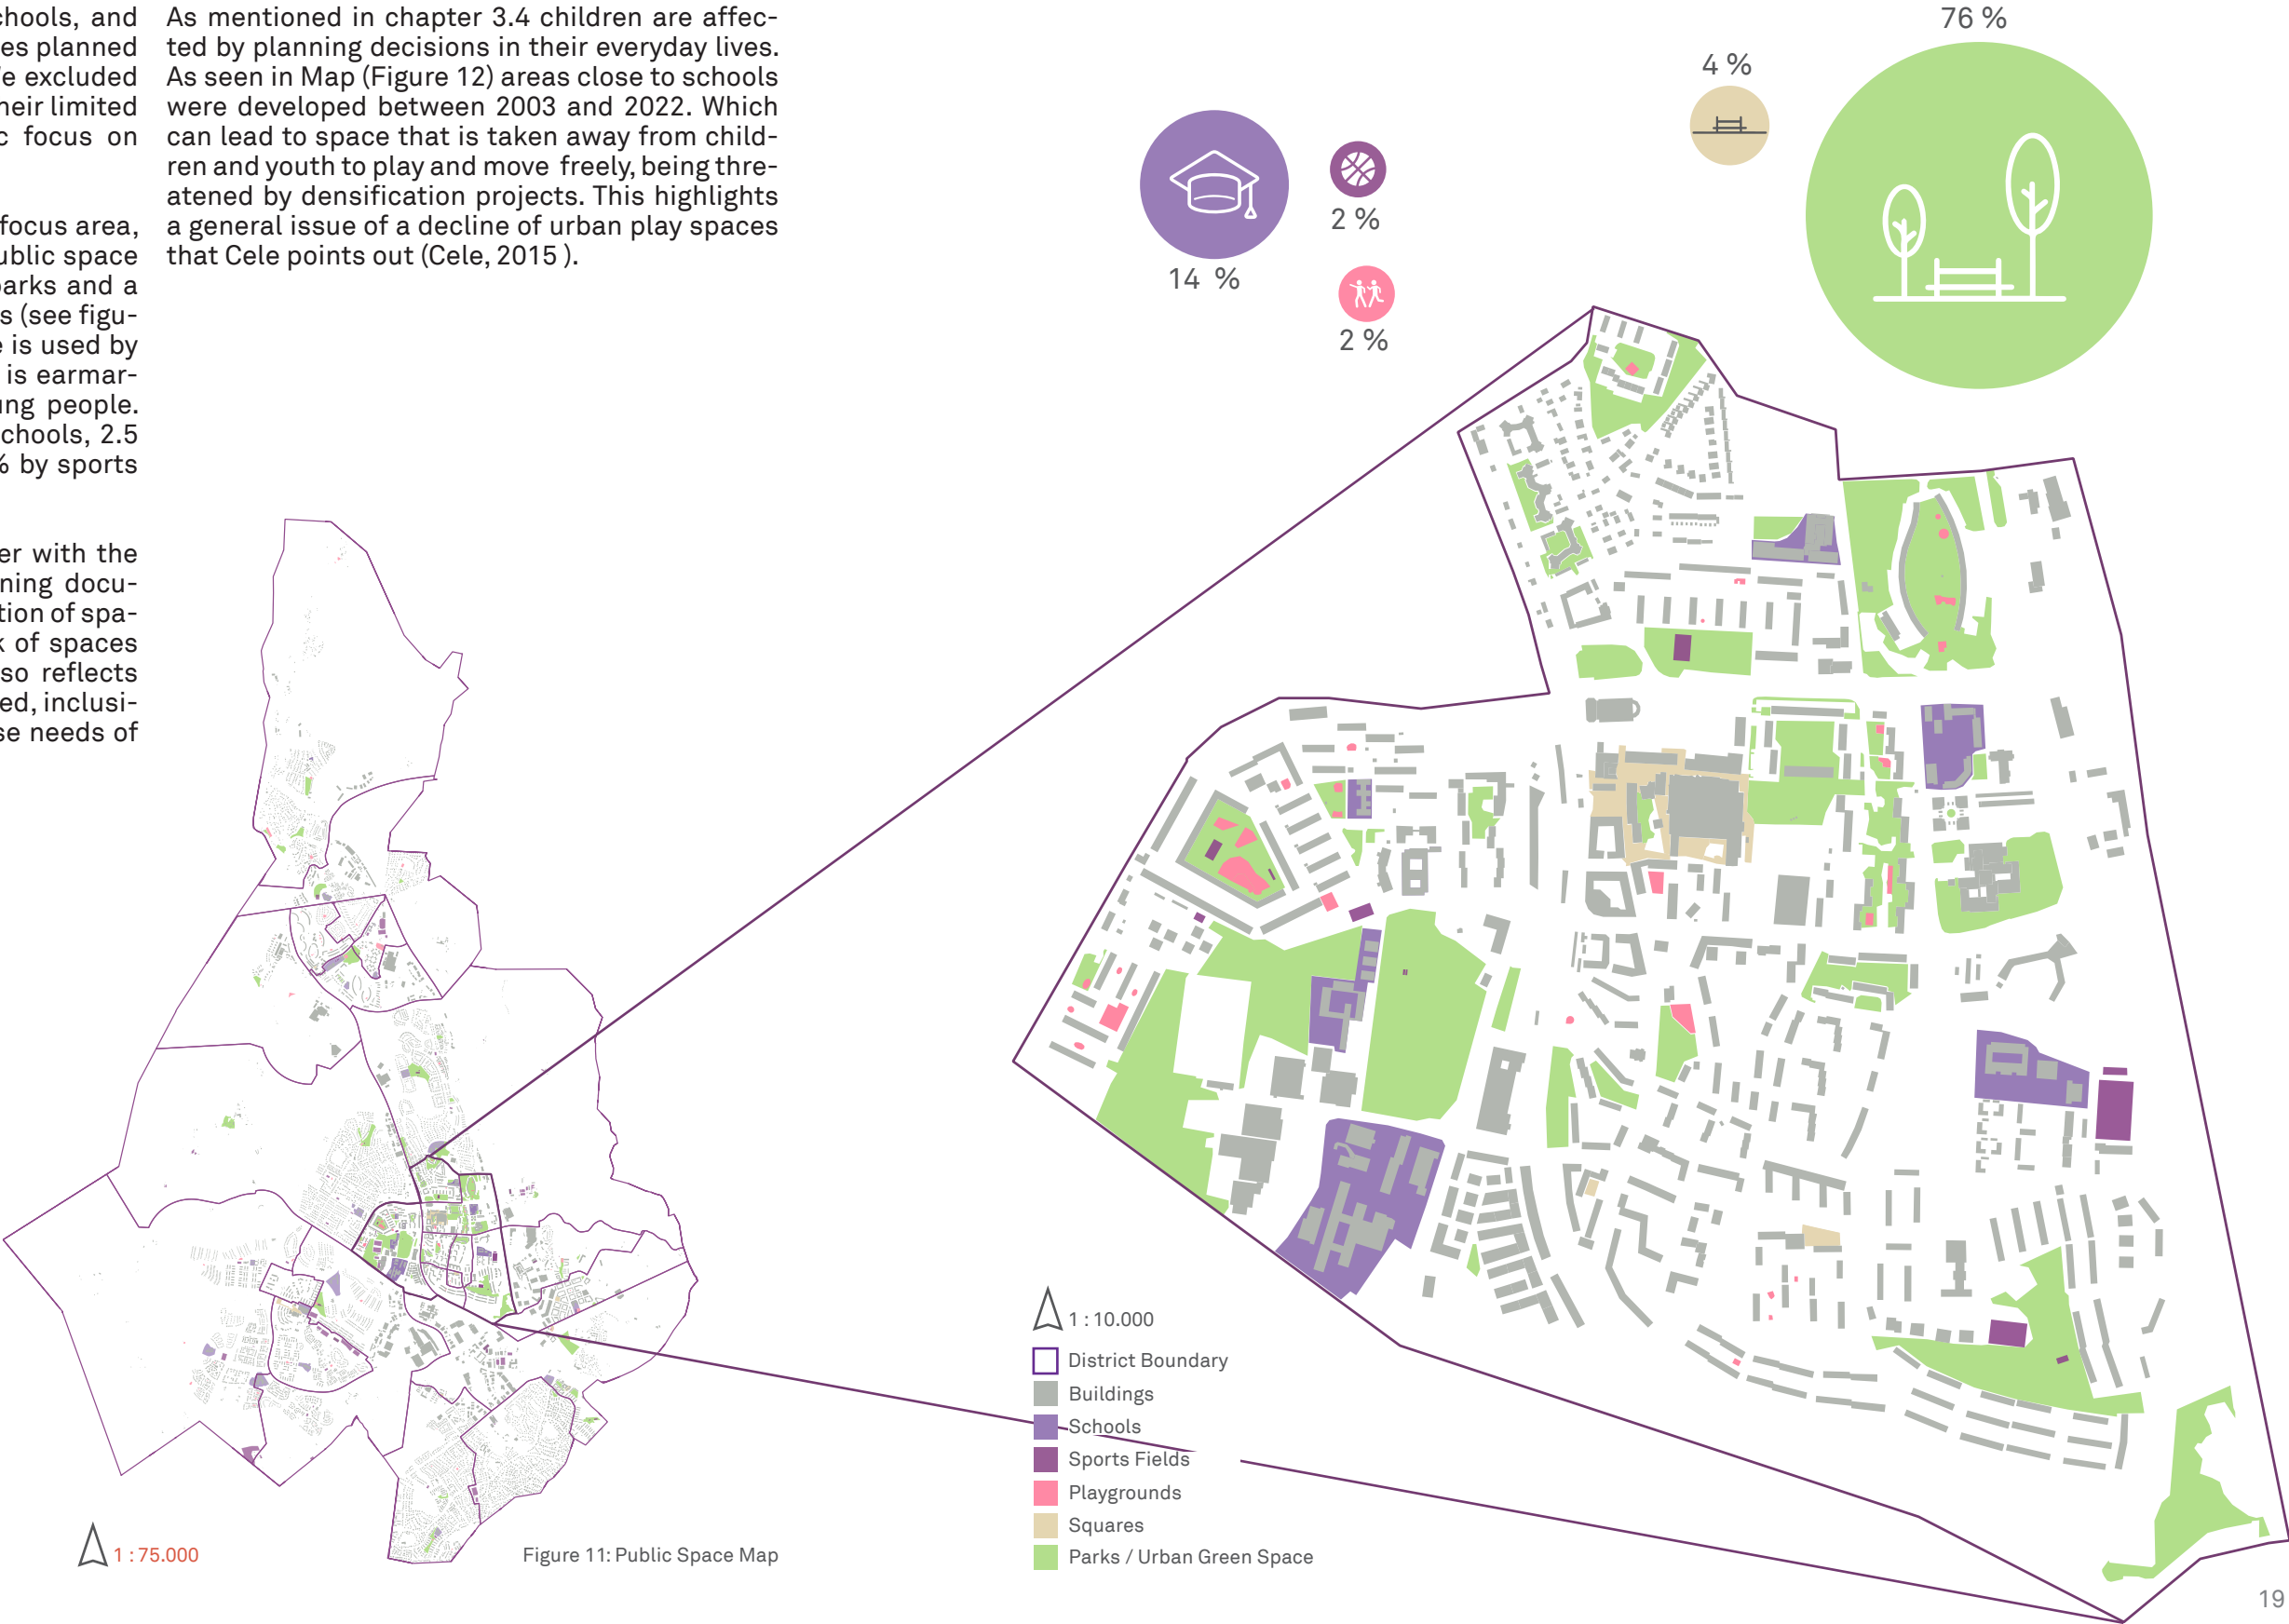 chools, and
es planned
e excluded
heir limited
c focus on
focus area,
ublic space
parks and a
s (see figu-
e is used by
is earmar-
ung people.
chools, 2.5
% by sports
er with the
ning docu-
tion of spa-
k of spaces
so reflects
ed, inclusi-
se needs of
As mentioned in chapter 3.4 children are affec-
ted by planning decisions in their everyday lives.
As seen in Map (Figure 12) areas close to schools
were developed between 2003 and 2022. Which
can lead to space that is taken away from child-
ren and youth to play and move freely, being thre-
atened by densification projects. This highlights
a general issue of a decline of urban play spaces
that Cele points out (Cele, 2015 ).
14 %
2 %
2 %
4 %
76 %
1 : 75.000
Figure 11: Public Space Map
1 : 10.000
District Boundary
Buildings
Schools
Sports Fields
Playgrounds
Squares
Parks / Urban Green Space
19